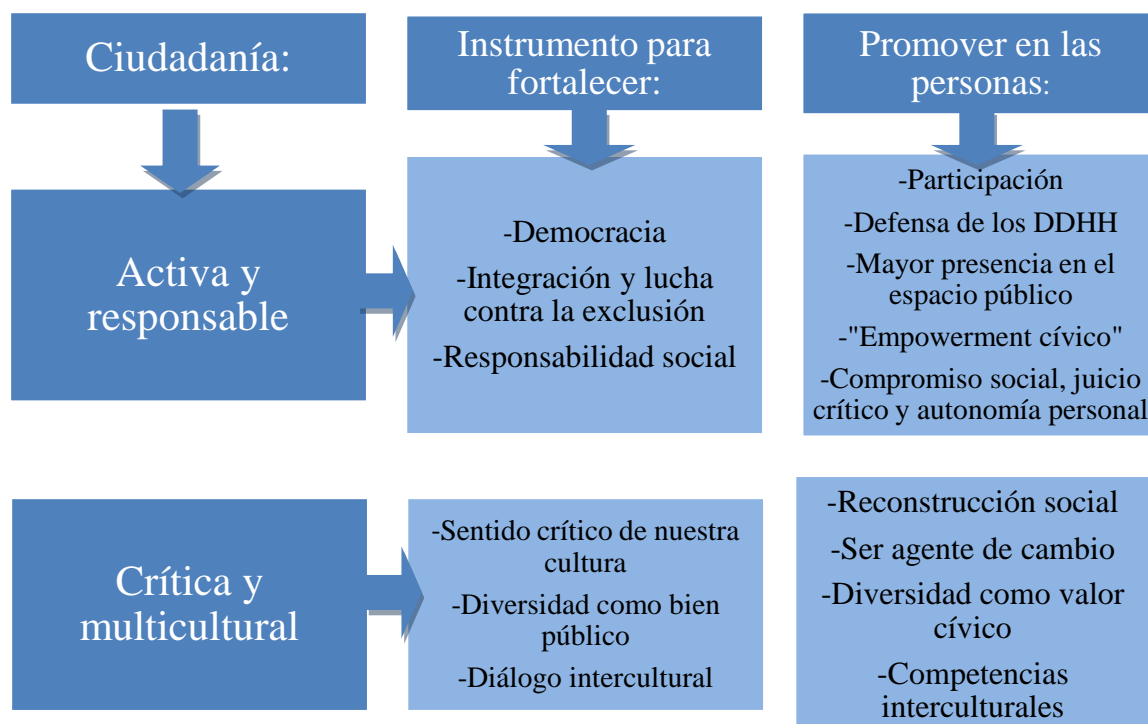 Ciudadanía:
Instrumento para
fortalecer:
Promover en las
personas:
Activa y
responsable
-Democracia
-Integración y lucha
contra la exclusión
-Responsabilidad social
-Participación
-Defensa de los DDHH
-Mayor presencia en el
espacio público
-"Empowerment cívico"
-Compromiso social, juicio
crítico y autonomía personal
Crítica y
multicultural
-Sentido crítico de nuestra
cultura
-Diversidad como bien
público
-Diálogo intercultural
-Reconstrucción social
-Ser agente de cambio
-Diversidad como valor
cívico
-Competencias
interculturales